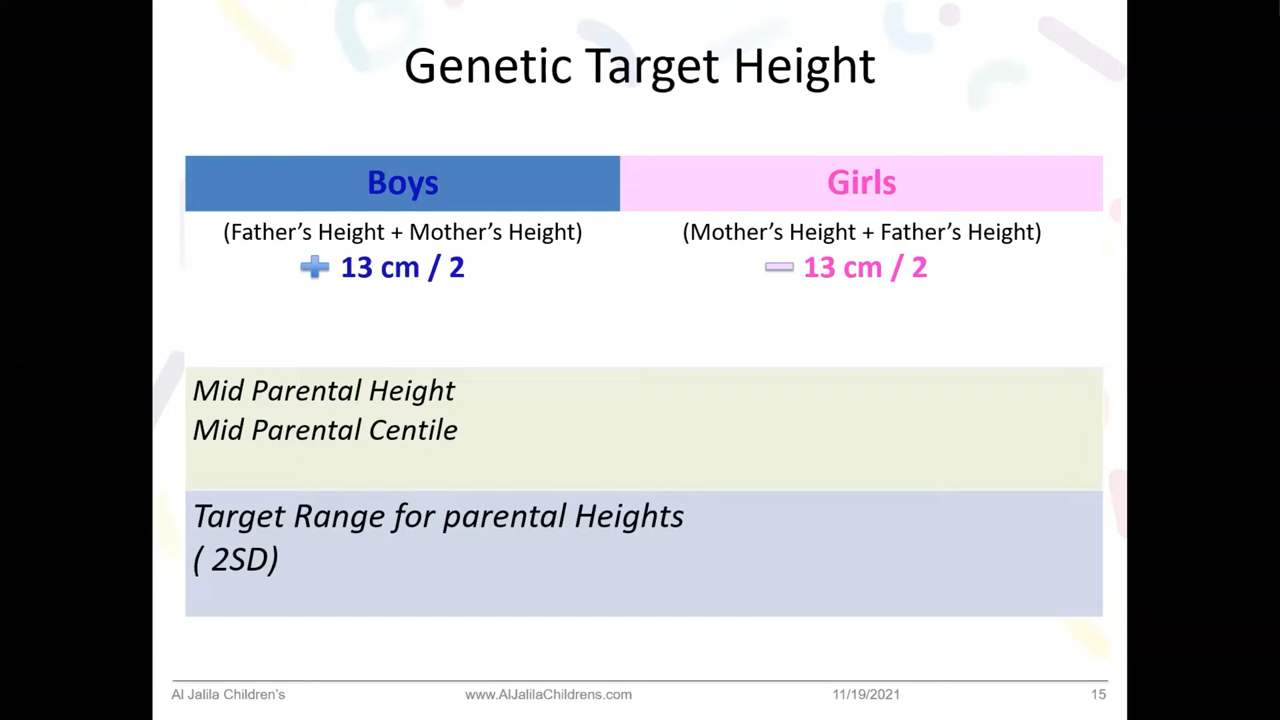 Genetic Target Height
Boys
Girls
(Father’s Height + Mother’s Height)
+ 13 cm / 2
(Mother’s Height + Father’s Height)
− 13 cm / 2
Mid Parental Height
Mid Parental Centile
Target Range for parental Heights
( 2SD)
Al Jalila Children’s
www.AlJalilaChildrens.com
11/19/2021
15